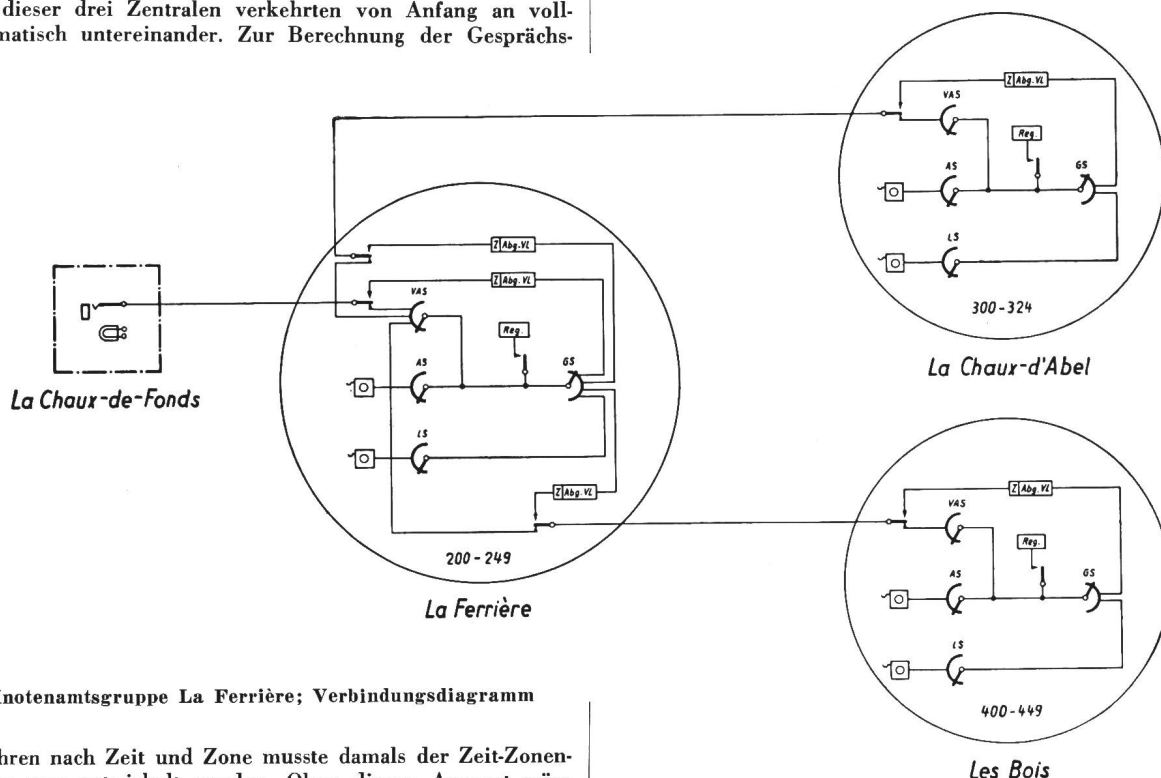 dieser drei Zentralen verkehrten von Anfang an voll-
matisch untereinander. Zur Berechnung der Gesprächs-
Z Abg. VL
VAS
Reg.
AS
GS
LS
300-324
La Chaux-d'Abel
Z Abg. VL
Z Abg. VL
VAS
Reg.
AS
GS
LS
Z Abg. VL
200-249
La Ferrière
La Chaux-de-Fonds
Z Abg. VL
VAS
Reg.
AS
GS
LS
400-449
Les Bois
notenamtsgruppe La Ferrière; Verbindungsdiagramm
hren nach Zeit und Zone musste damals der Zeit-Zonen-